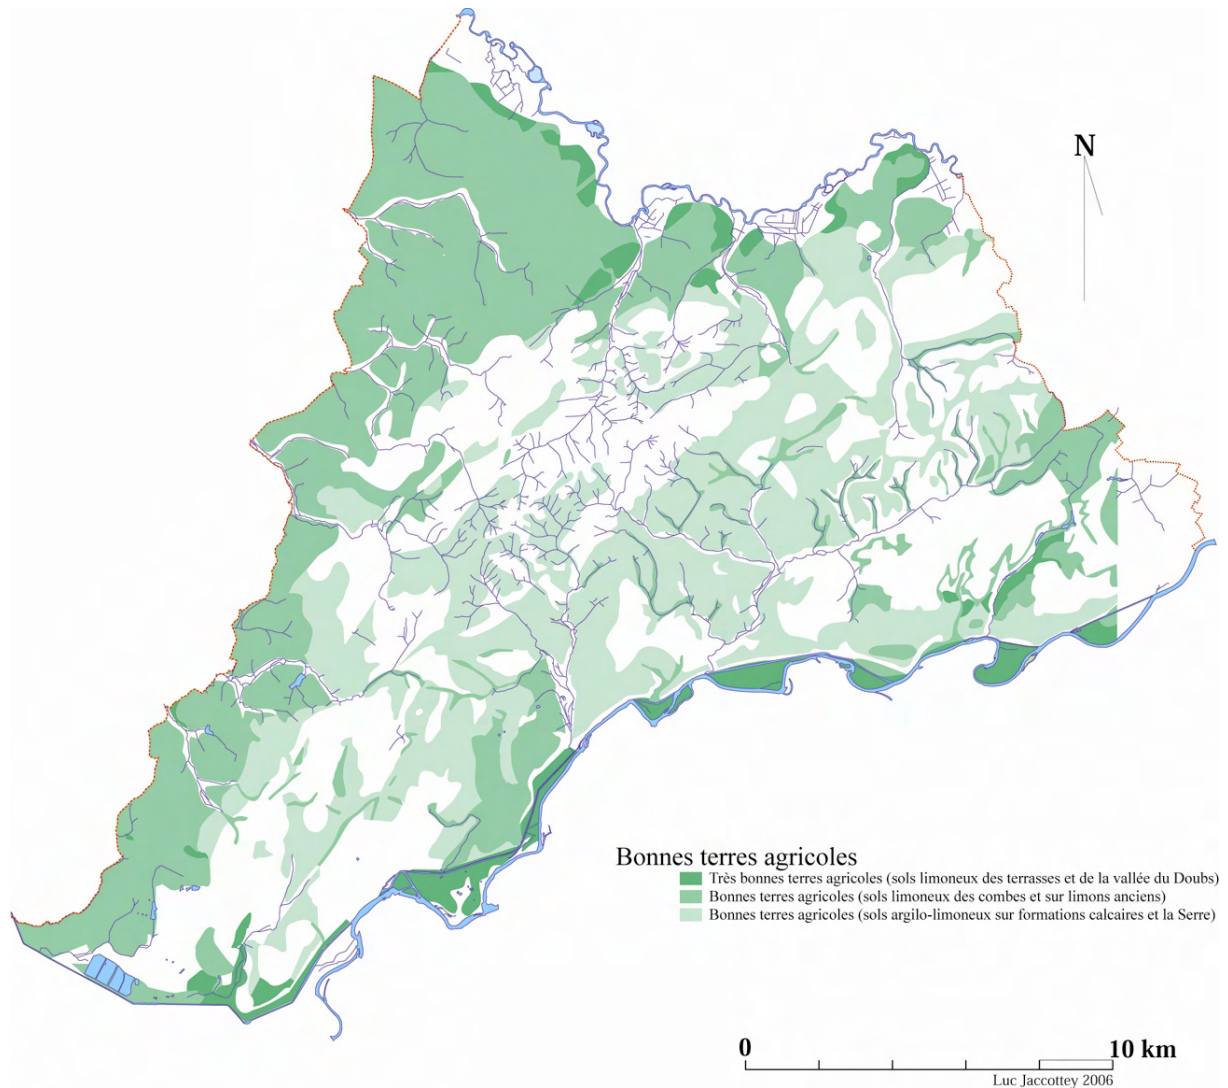 N
Bonnes terres agricoles
Très bonnes terres agricoles (sols limoneux des terrasses et de la vallée du Doubs)
Bonnes terres agricoles (sols limoneux des combes et sur limons anciens)
Bonnes terres agricoles (sols argilo-limoneux sur formations calcaires et la Serre)
0 10 km
Luc Jaccottey 2006